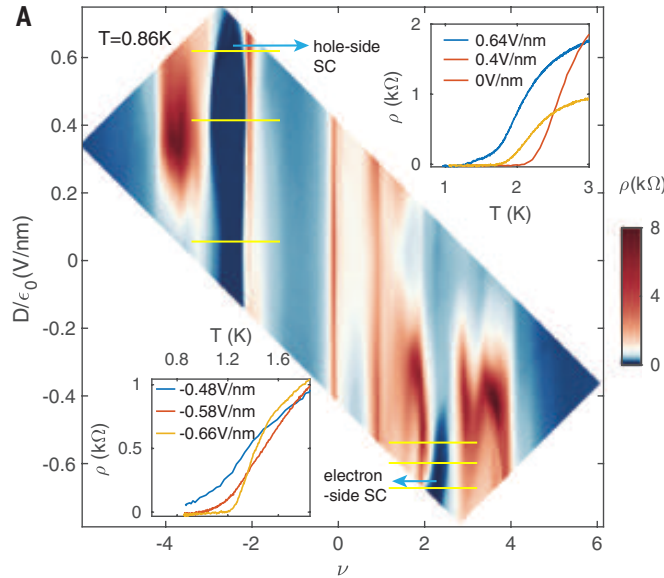 A
T=0.86K
hole-side
SC
0.64V/nm
0.4V/nm
0V/nm
ρ (kΩ)
2
1
0
1
2
3
T (K)
ρ(kΩ)
8
4
0
D/ϵ0(V/nm)
0.6
0.4
0.2
0
-0.2
-0.4
-0.6
T (K)
0.8
1.2
1.6
-0.48V/nm
-0.58V/nm
-0.66V/nm
ρ (kΩ)
1
0.5
0
electron
-side SC
-4
-2
0
2
4
6
ν